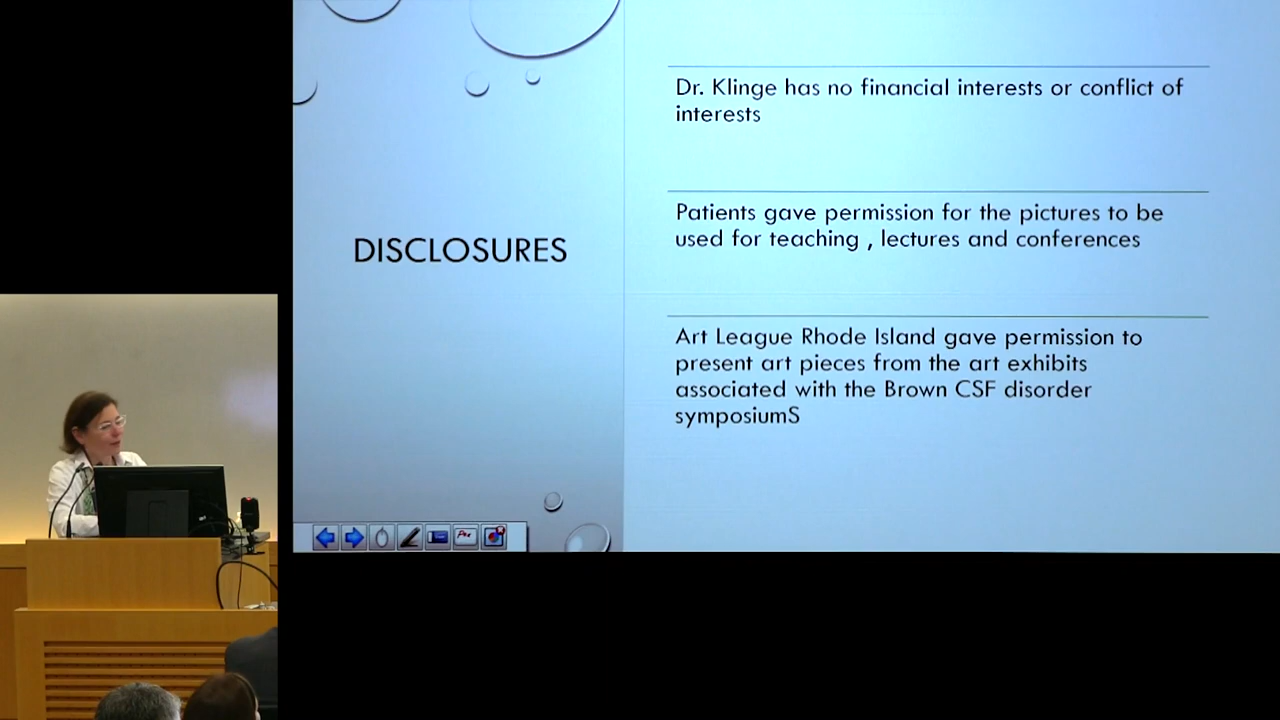 DISCLOSURES
Dr. Klinge has no financial interests or conflict of
interests
Patients gave permission for the pictures to be
used for teaching , lectures and conferences
Art League Rhode Island gave permission to
present art pieces from the art exhibits
associated with the Brown CSF disorder
symposiumS